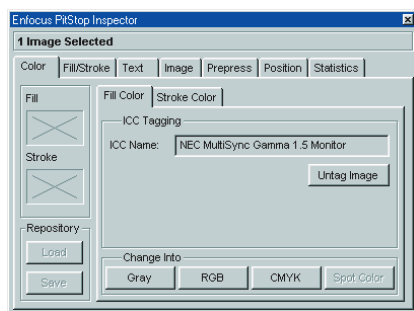 Enfocus PitStop Inspector
1 Image Selected
Color Fill/Stroke Text Image Prepress Position Statistics
Fill
Stroke
Repository
Load
Save
Fill Color Stroke Color
ICC Tagging
ICC Name: NEC MultiSync Gamma 1.5 Monitor
Untag Image
Change Into
Gray RGB CMYK Spot Color